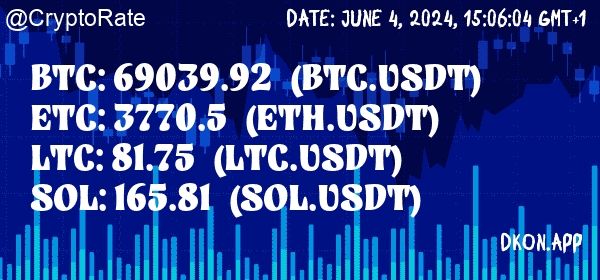 @CryptoRate
DATE: JUNE 4, 2024, 15:06:04 GMT+1
BTC: 69039.92 (BTC.USDT)
ETC: 3770.5 (ETH.USDT)
LTC: 81.75 (LTC.USDT)
SOL: 165.81 (SOL.USDT)
DKON.APP